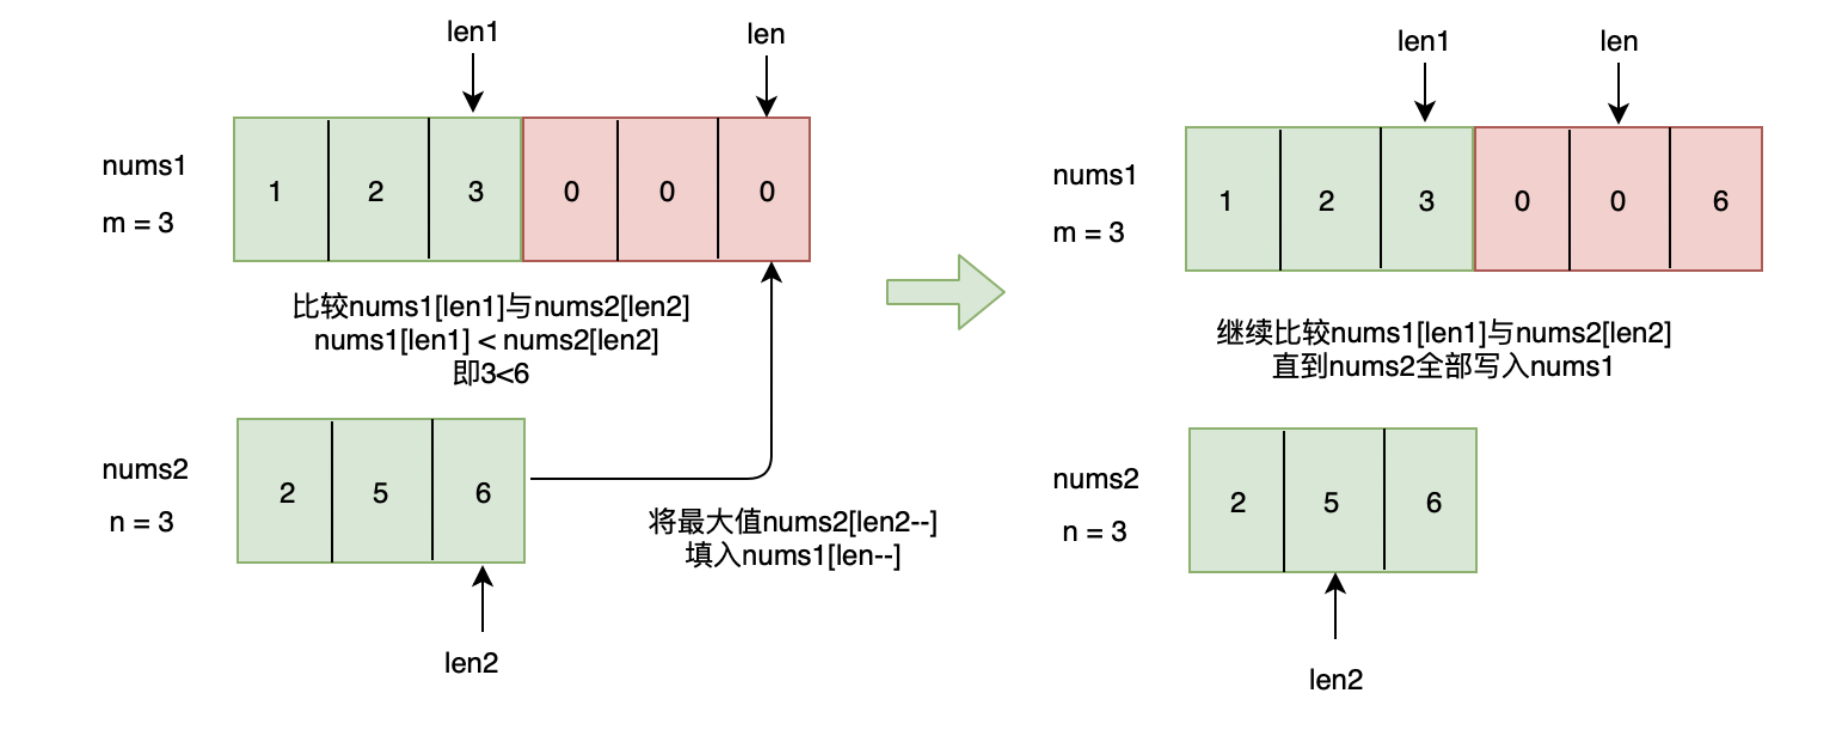 len1
len
nums1
m = 3
1 2 3 0 0 0
比较nums1[len1]与nums2[len2]
nums1[len1] < nums2[len2]
即3<6
nums2
n = 3
2 5 6
将最大值nums2[len2--]
填入nums1[len--]
len2
len1
len
nums1
m = 3
1 2 3 0 0 6
继续比较nums1[len1]与nums2[len2]
直到nums2全部写入nums1
nums2
n = 3
2 5 6
len2